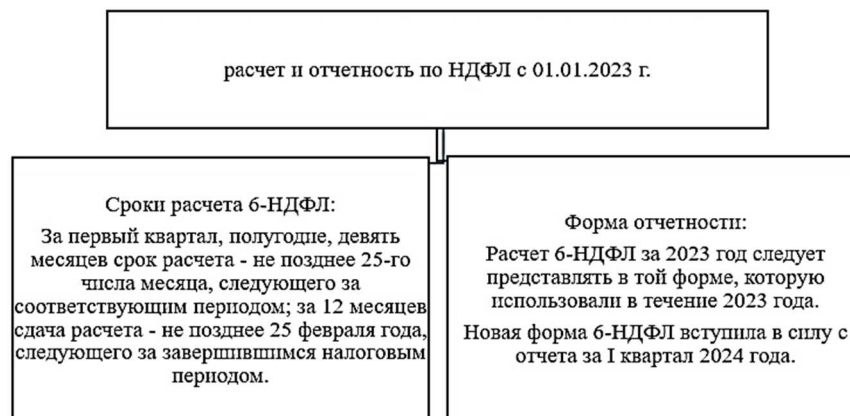 расчет и отчетность по НДФЛ с 01.01.2023 г.
Сроки расчета 6-НДФЛ:
За первый квартал, полугодие, девять
месяцев срок расчета - не позднее 25-го
числа месяца, следующего за
соответствующим периодом; за 12 месяцев
сдача расчета - не позднее 25 февраля года,
следующего за завершившимся налоговым
периодом.
Форма отчетности:
Расчет 6-НДФЛ за 2023 год следует
представлять в той форме, которую
использовали в течение 2023 года.
Новая форма 6-НДФЛ вступила в силу с
отчета за I квартал 2024 года.